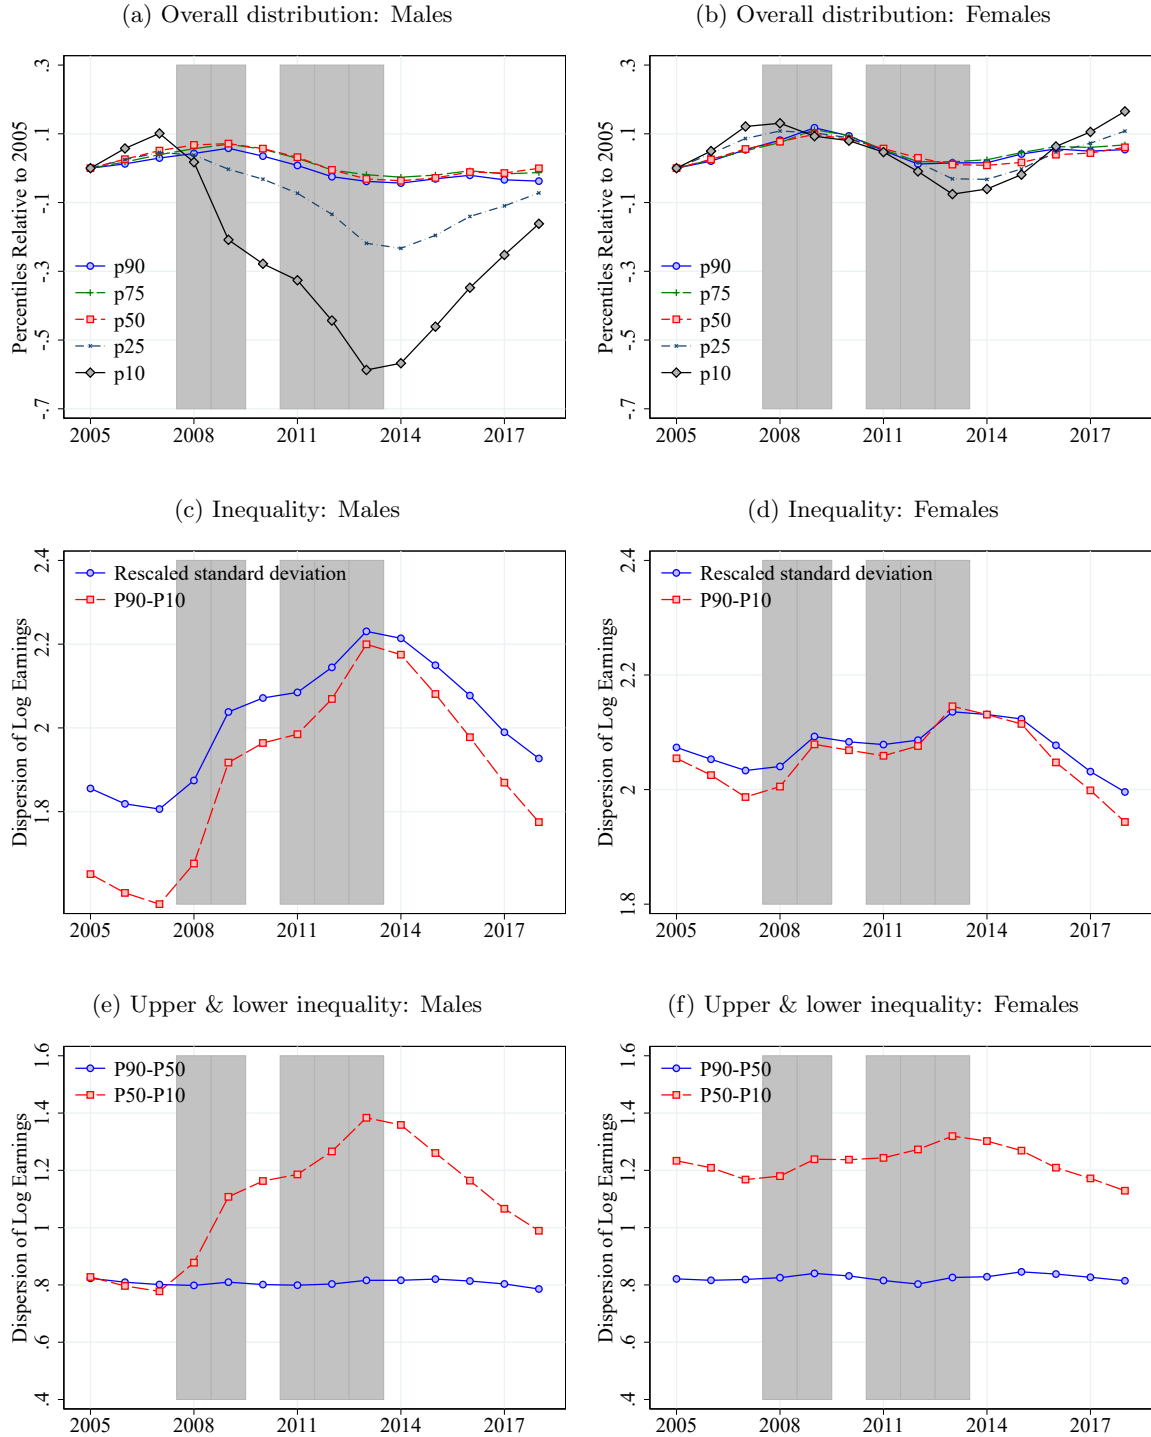 (a) Overall distribution: Males
Percentiles Relative to 2005
.3
.1
-.1
-.3
-.5
-.7
p90
p75
p50
p25
p10
2005 2008 2011 2014 2017
(b) Overall distribution: Females
Percentiles Relative to 2005
.3
.1
-.1
-.3
-.5
-.7
p90
p75
p50
p25
p10
2005 2008 2011 2014 2017
(c) Inequality: Males
Dispersion of Log Earnings
2.4
2.2
2
1.8
Rescaled standard deviation
P90-P10
2005 2008 2011 2014 2017
(d) Inequality: Females
Dispersion of Log Earnings
2.4
2.2
2
1.8
Rescaled standard deviation
P90-P10
2005 2008 2011 2014 2017
(e) Upper & lower inequality: Males
Dispersion of Log Earnings
1.6
1.4
1.2
1
.8
.6
.4
P90-P50
P50-P10
2005 2008 2011 2014 2017
(f) Upper & lower inequality: Females
Dispersion of Log Earnings
1.6
1.4
1.2
1
.8
.6
.4
P90-P50
P50-P10
2005 2008 2011 2014 2017